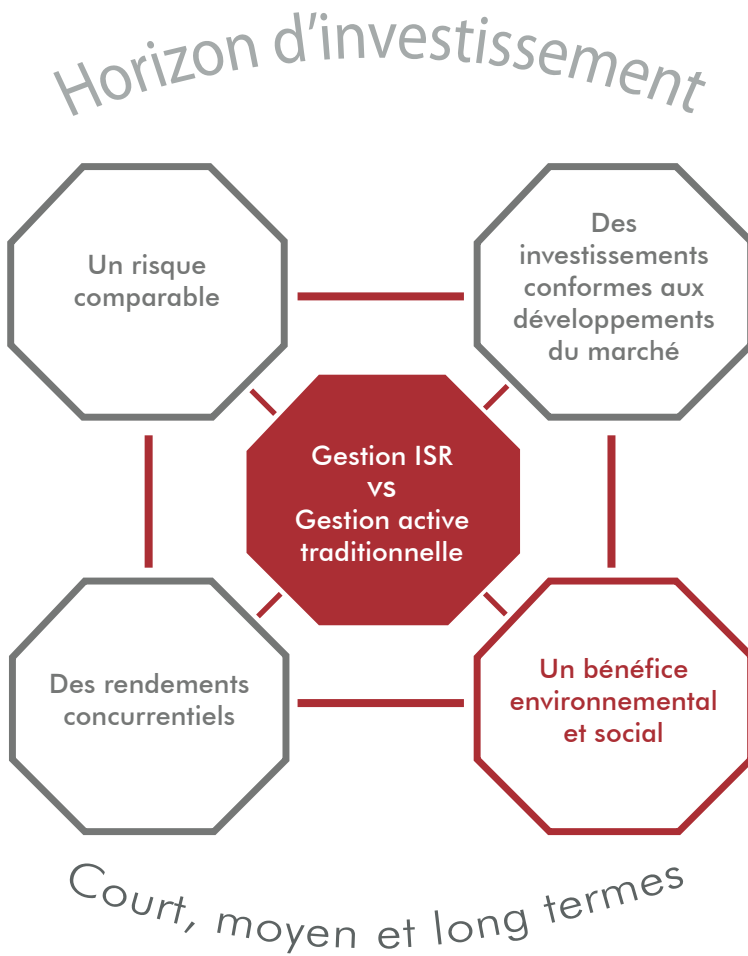 Horizon d'investissement
Un risque
comparable
Des
investissements
conformes aux
développements
du marché
Gestion ISR
vs
Gestion active
traditionnelle
Des rendements
concurrentiels
Un bénéfice
environnemental
et social
Court, moyen et long termes